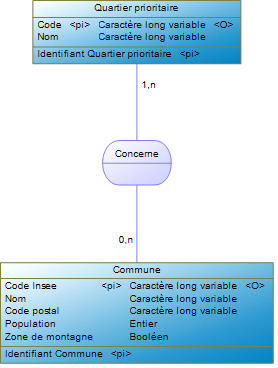 Quartier prioritaire
Code <pi> Caractère long variable <O>
Nom Caractère long variable
Identifiant Quartier prioritaire <pi>
1,n
Concerne
0,n
Commune
Code Insee <pi> Caractère long variable <O>
Nom Caractère long variable
Code postal Caractère long variable
Population Entier
Zone de montagne Booléen
Identifiant Commune <pi>